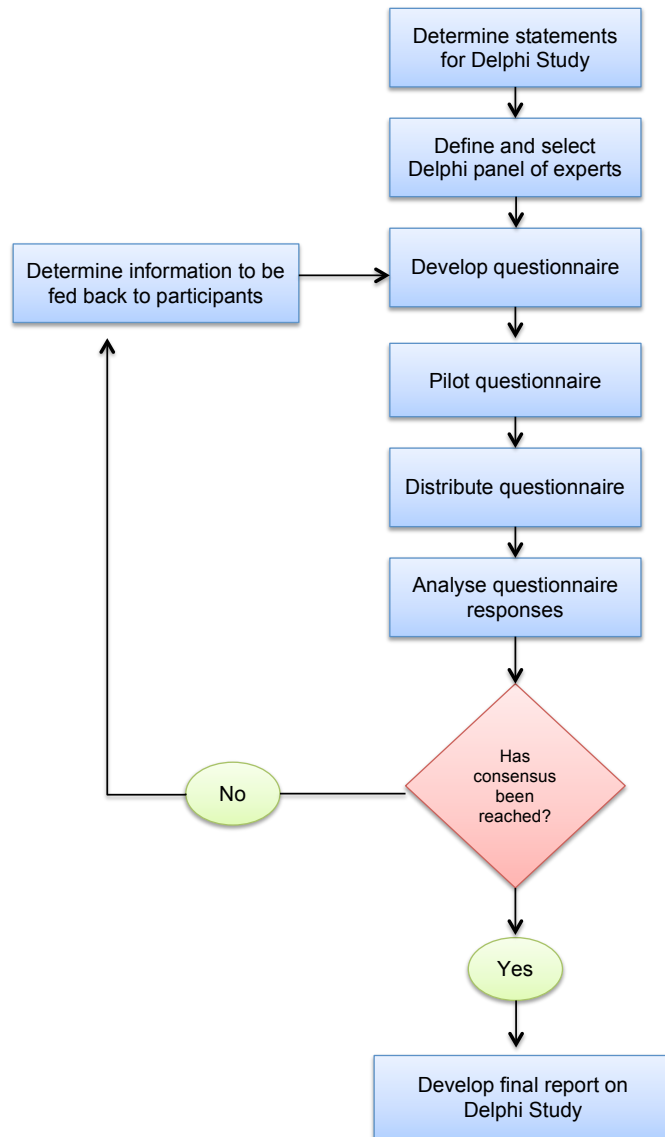 Determine statements
for Delphi Study
Define and select
Delphi panel of experts
Determine information to be
fed back to participants
Develop questionnaire
Pilot questionnaire
Distribute questionnaire
Analyse questionnaire
responses
Has
consensus
been
reached?
No
Yes
Develop final report on
Delphi Study